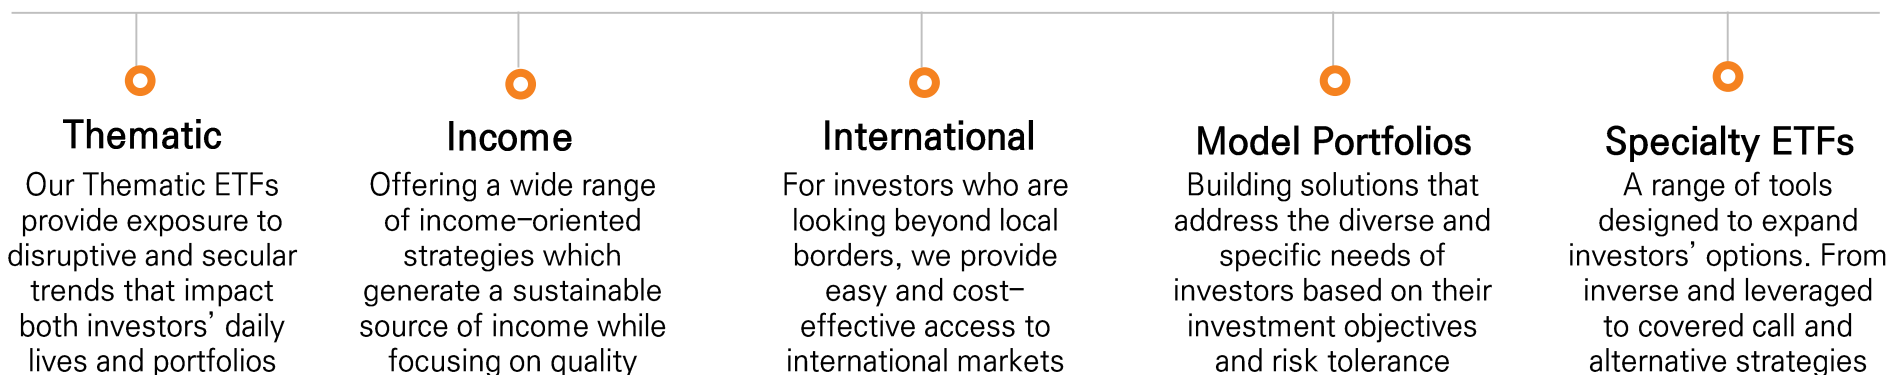 Thematic
Our Thematic ETFs
provide exposure to
disruptive and secular
trends that impact
both investors’ daily
lives and portfolios
Income
Offering a wide range
of income-oriented
strategies which
generate a sustainable
source of income while
focusing on quality
International
For investors who are
looking beyond local
borders, we provide
easy and cost-
effective access to
international markets
Model Portfolios
Building solutions that
address the diverse and
specific needs of
investors based on their
investment objectives
and risk tolerance
Specialty ETFs
A range of tools
designed to expand
investors’ options. From
inverse and leveraged
to covered call and
alternative strategies